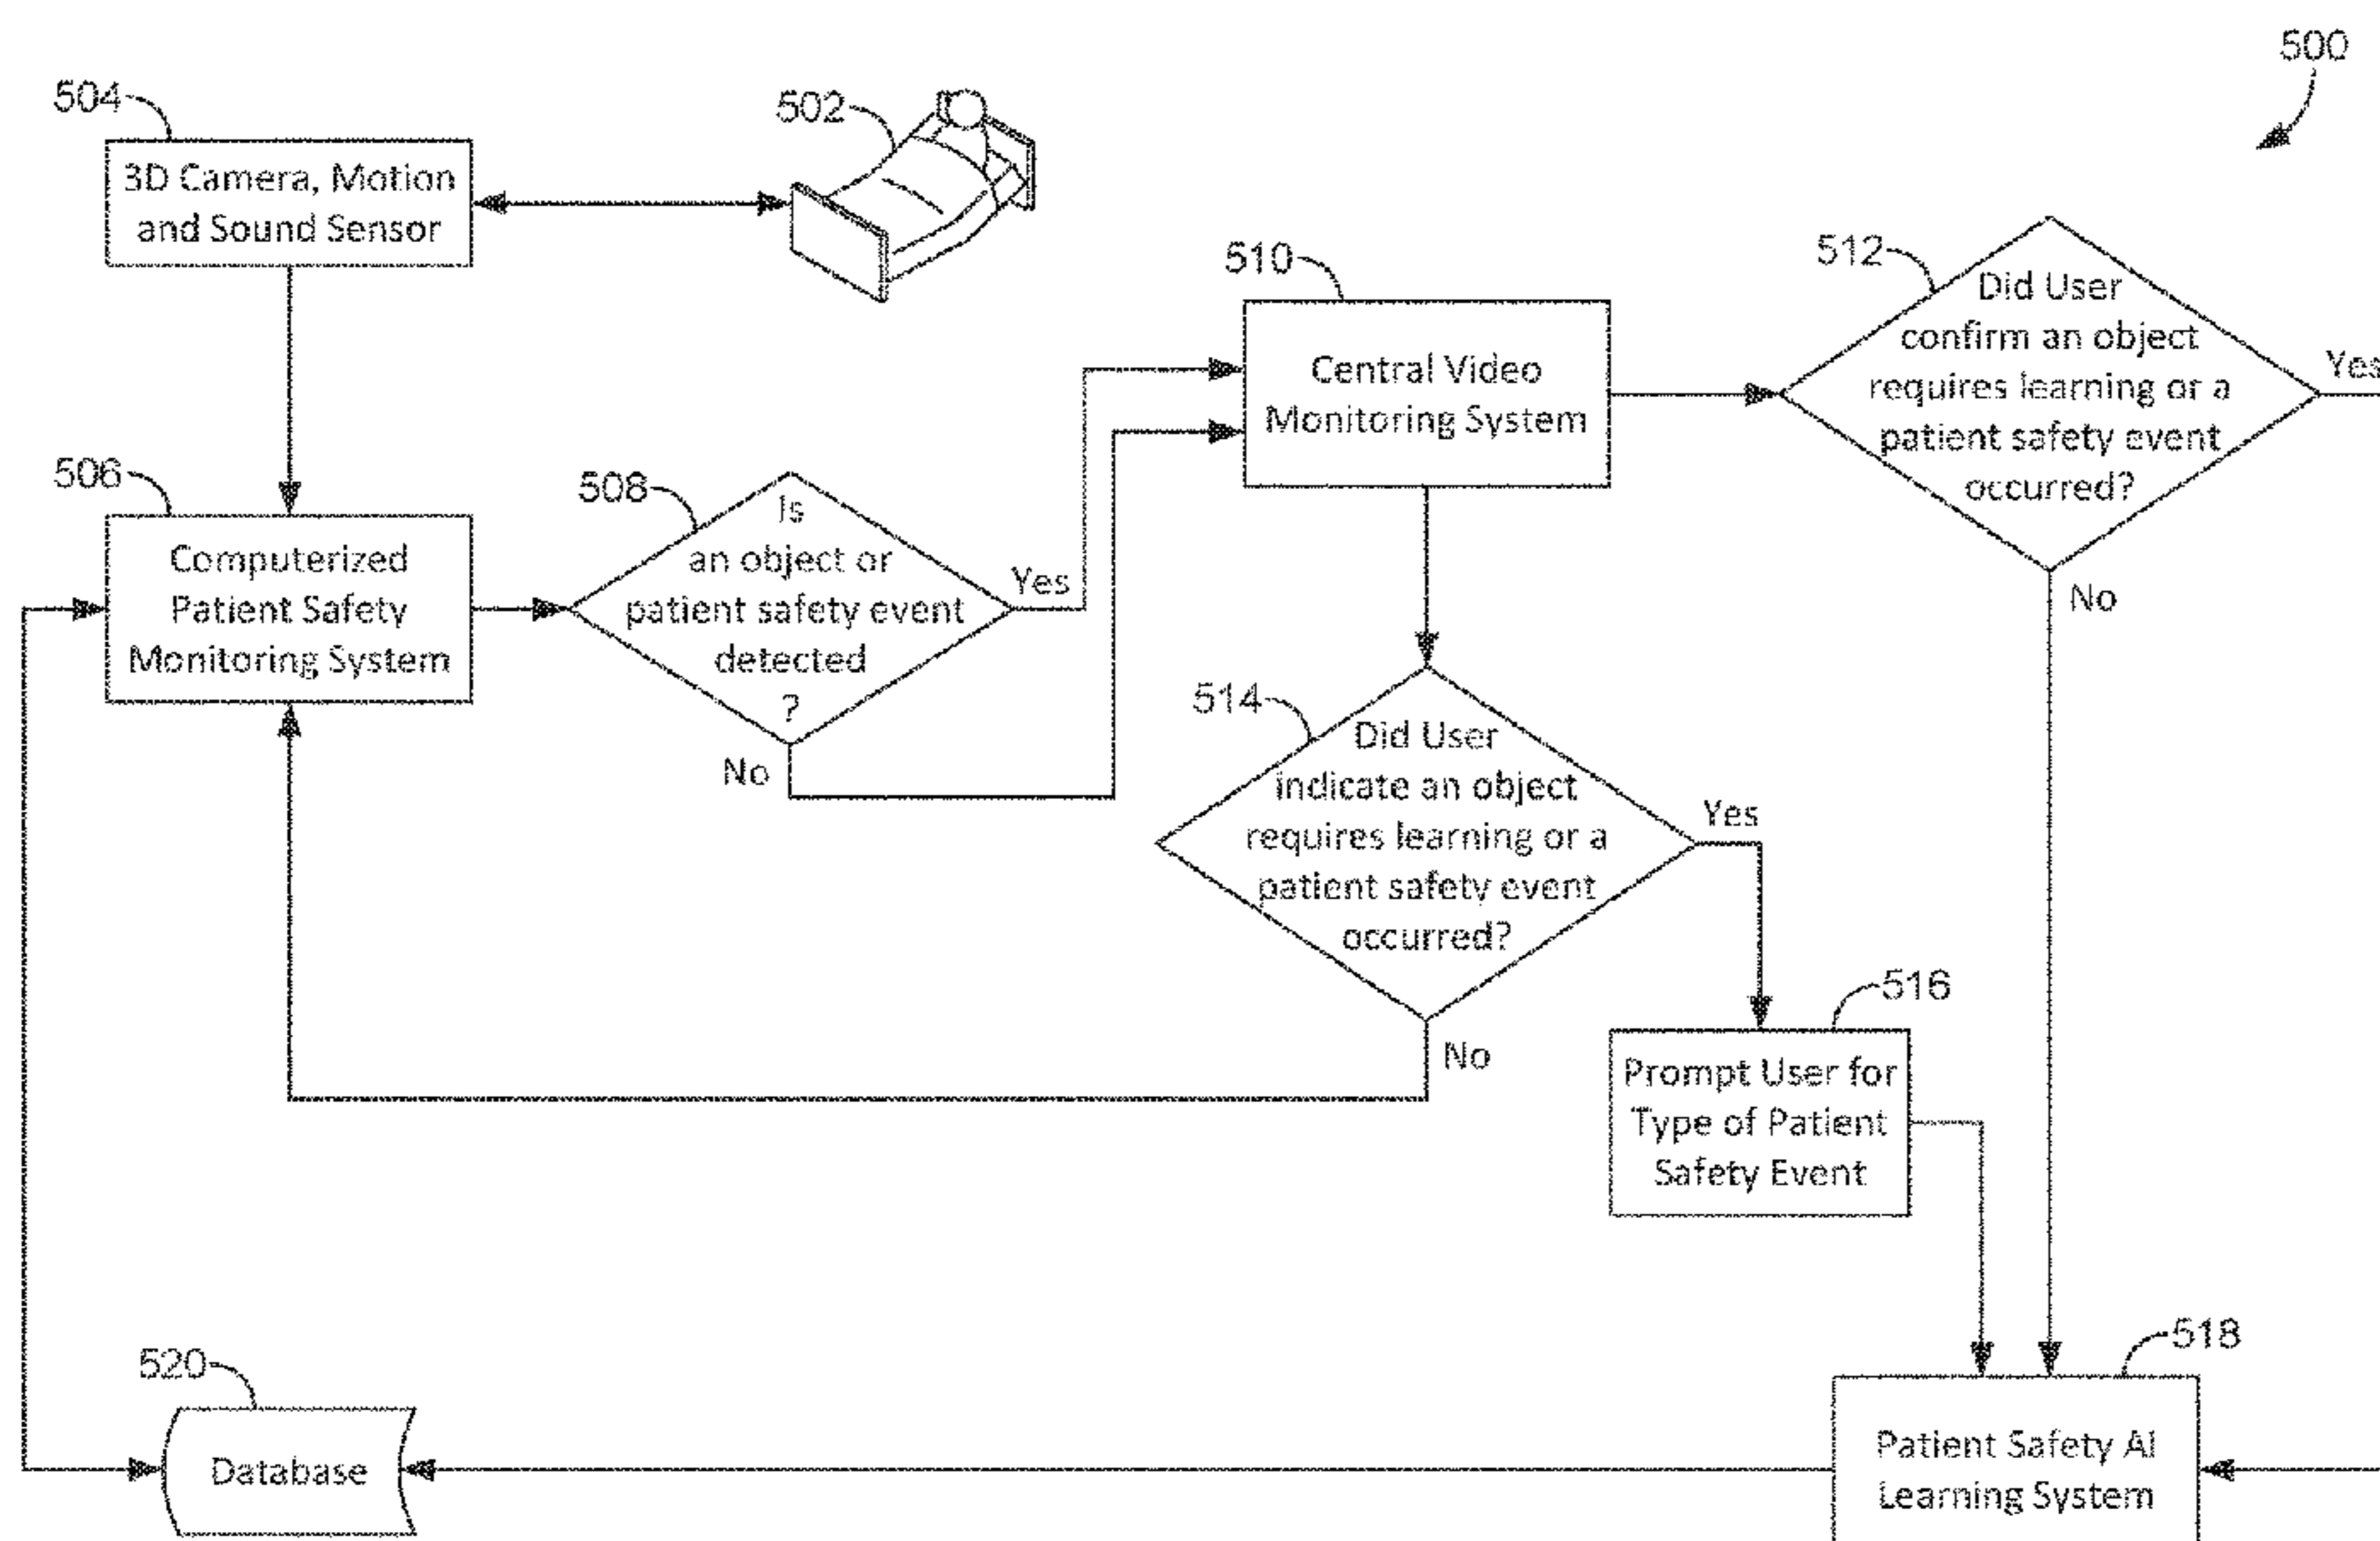 500
504
3D Camera, Motion
and Sound Sensor
502
510
Central Video
Monitoring System
512
Did User
confirm an object
requires learning or a
patient safety event
occurred?
Yes
No
506
Computerized
Patient Safety
Monitoring System
508
Is
an object or
patient safety event
detected
?
Yes
No
514
Did User
indicate an object
requires learning or a
patient safety event
occurred?
Yes
No
516
Prompt User for
Type of Patient
Safety Event
518
Patient Safety AI
Learning System
520
Database